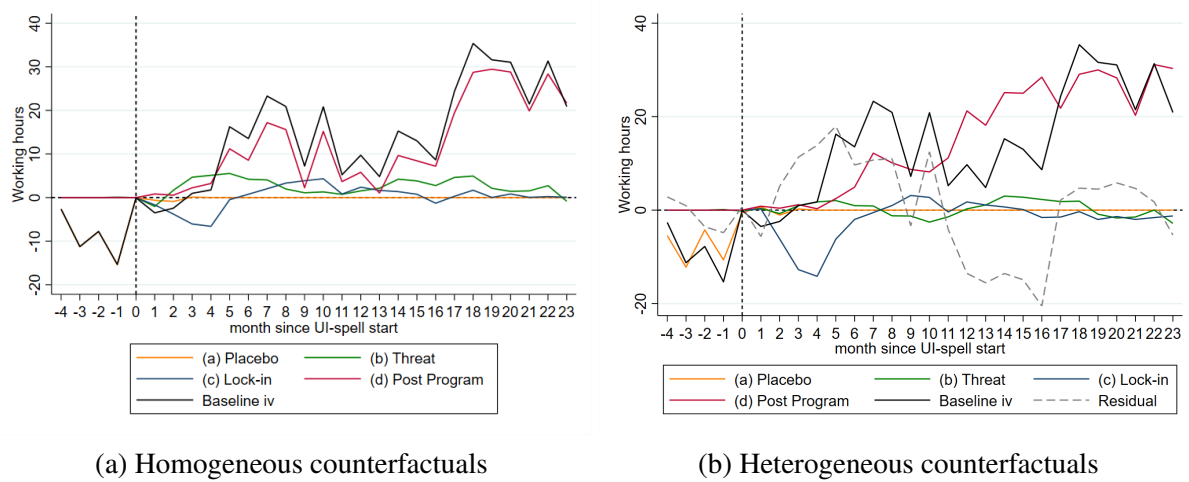 Working hours
40
30
20
10
0
-10
-20
-4 -3 -2 -1 0 1 2 3 4 5 6 7 8 9 10 11 12 13 14 15 16 17 18 19 20 21 22 23
month since UI-spell start
(a) Placebo (b) Threat
(c) Lock-in (d) Post Program
Baseline iv
(a) Homogeneous counterfactuals
Working hours
40
20
0
-20
-4 -3 -2 -1 0 1 2 3 4 5 6 7 8 9 10 11 12 13 14 15 16 17 18 19 20 21 22 23
month since UI-spell start
(a) Placebo (b) Threat (c) Lock-in
(d) Post Program Baseline iv Residual
(b) Heterogeneous counterfactuals